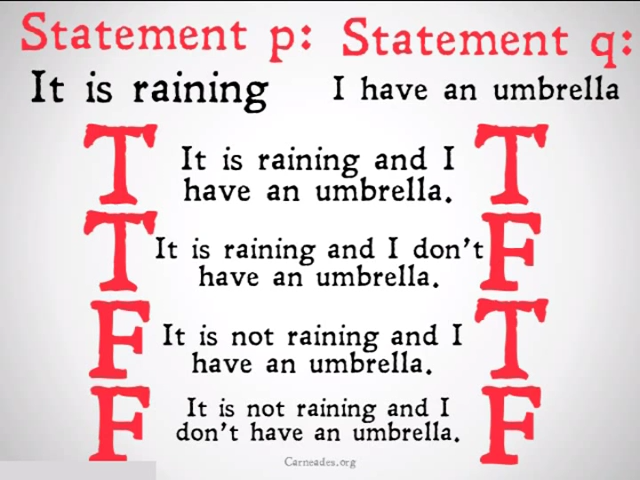 Statement p: Statement q:
It is raining I have an umbrella
T It is raining and I T
have an umbrella.
T It is raining and I don't F
have an umbrella.
F It is not raining and I T
have an umbrella.
F It is not raining and I F
don't have an umbrella.
Carneades.org